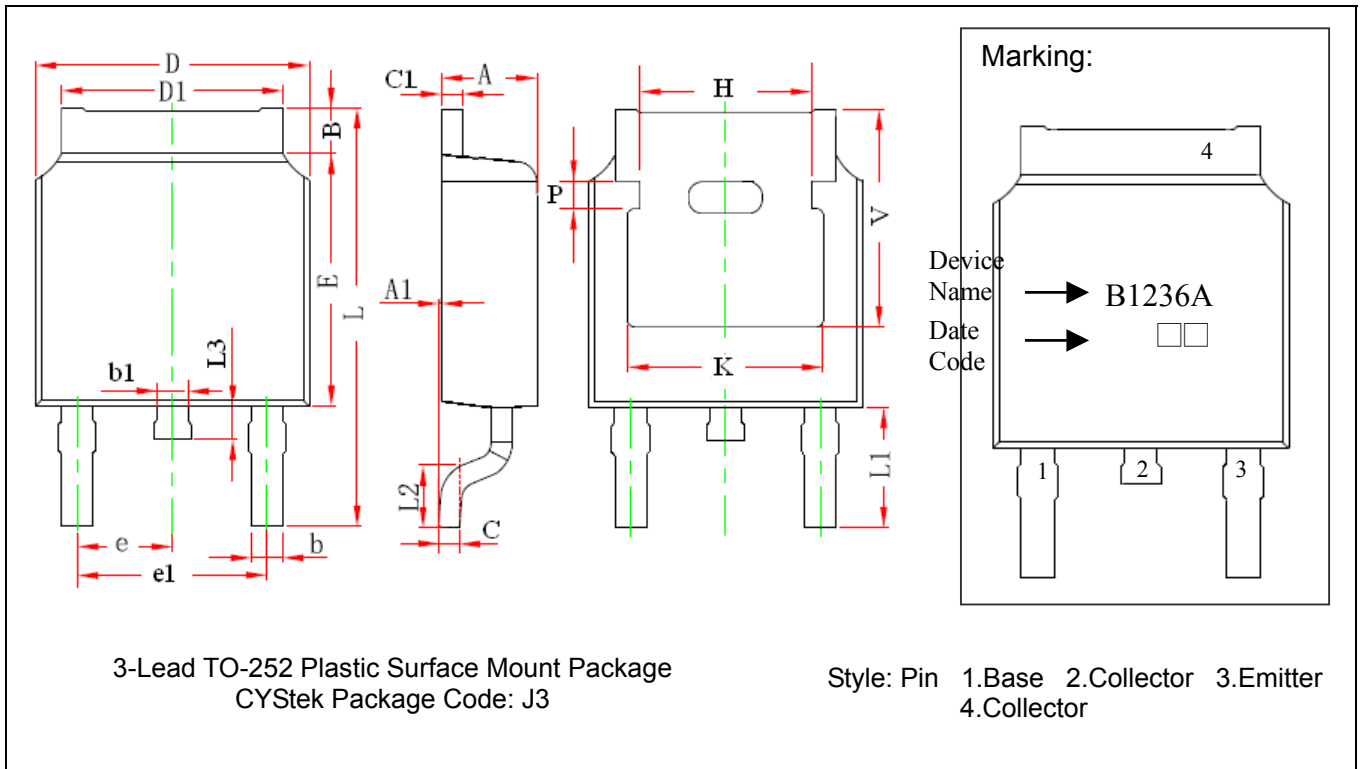 D
D1
B
E
L
L3
b1
e
b
e1
C1
A
A1
L2
C
H
P
V
K
L1
Marking:
4
Device
Name
B1236A
Date
Code
1
2
3
3-Lead TO-252 Plastic Surface Mount Package
CYStek Package Code: J3
Style: Pin 1.Base 2.Collector 3.Emitter
4.Collector